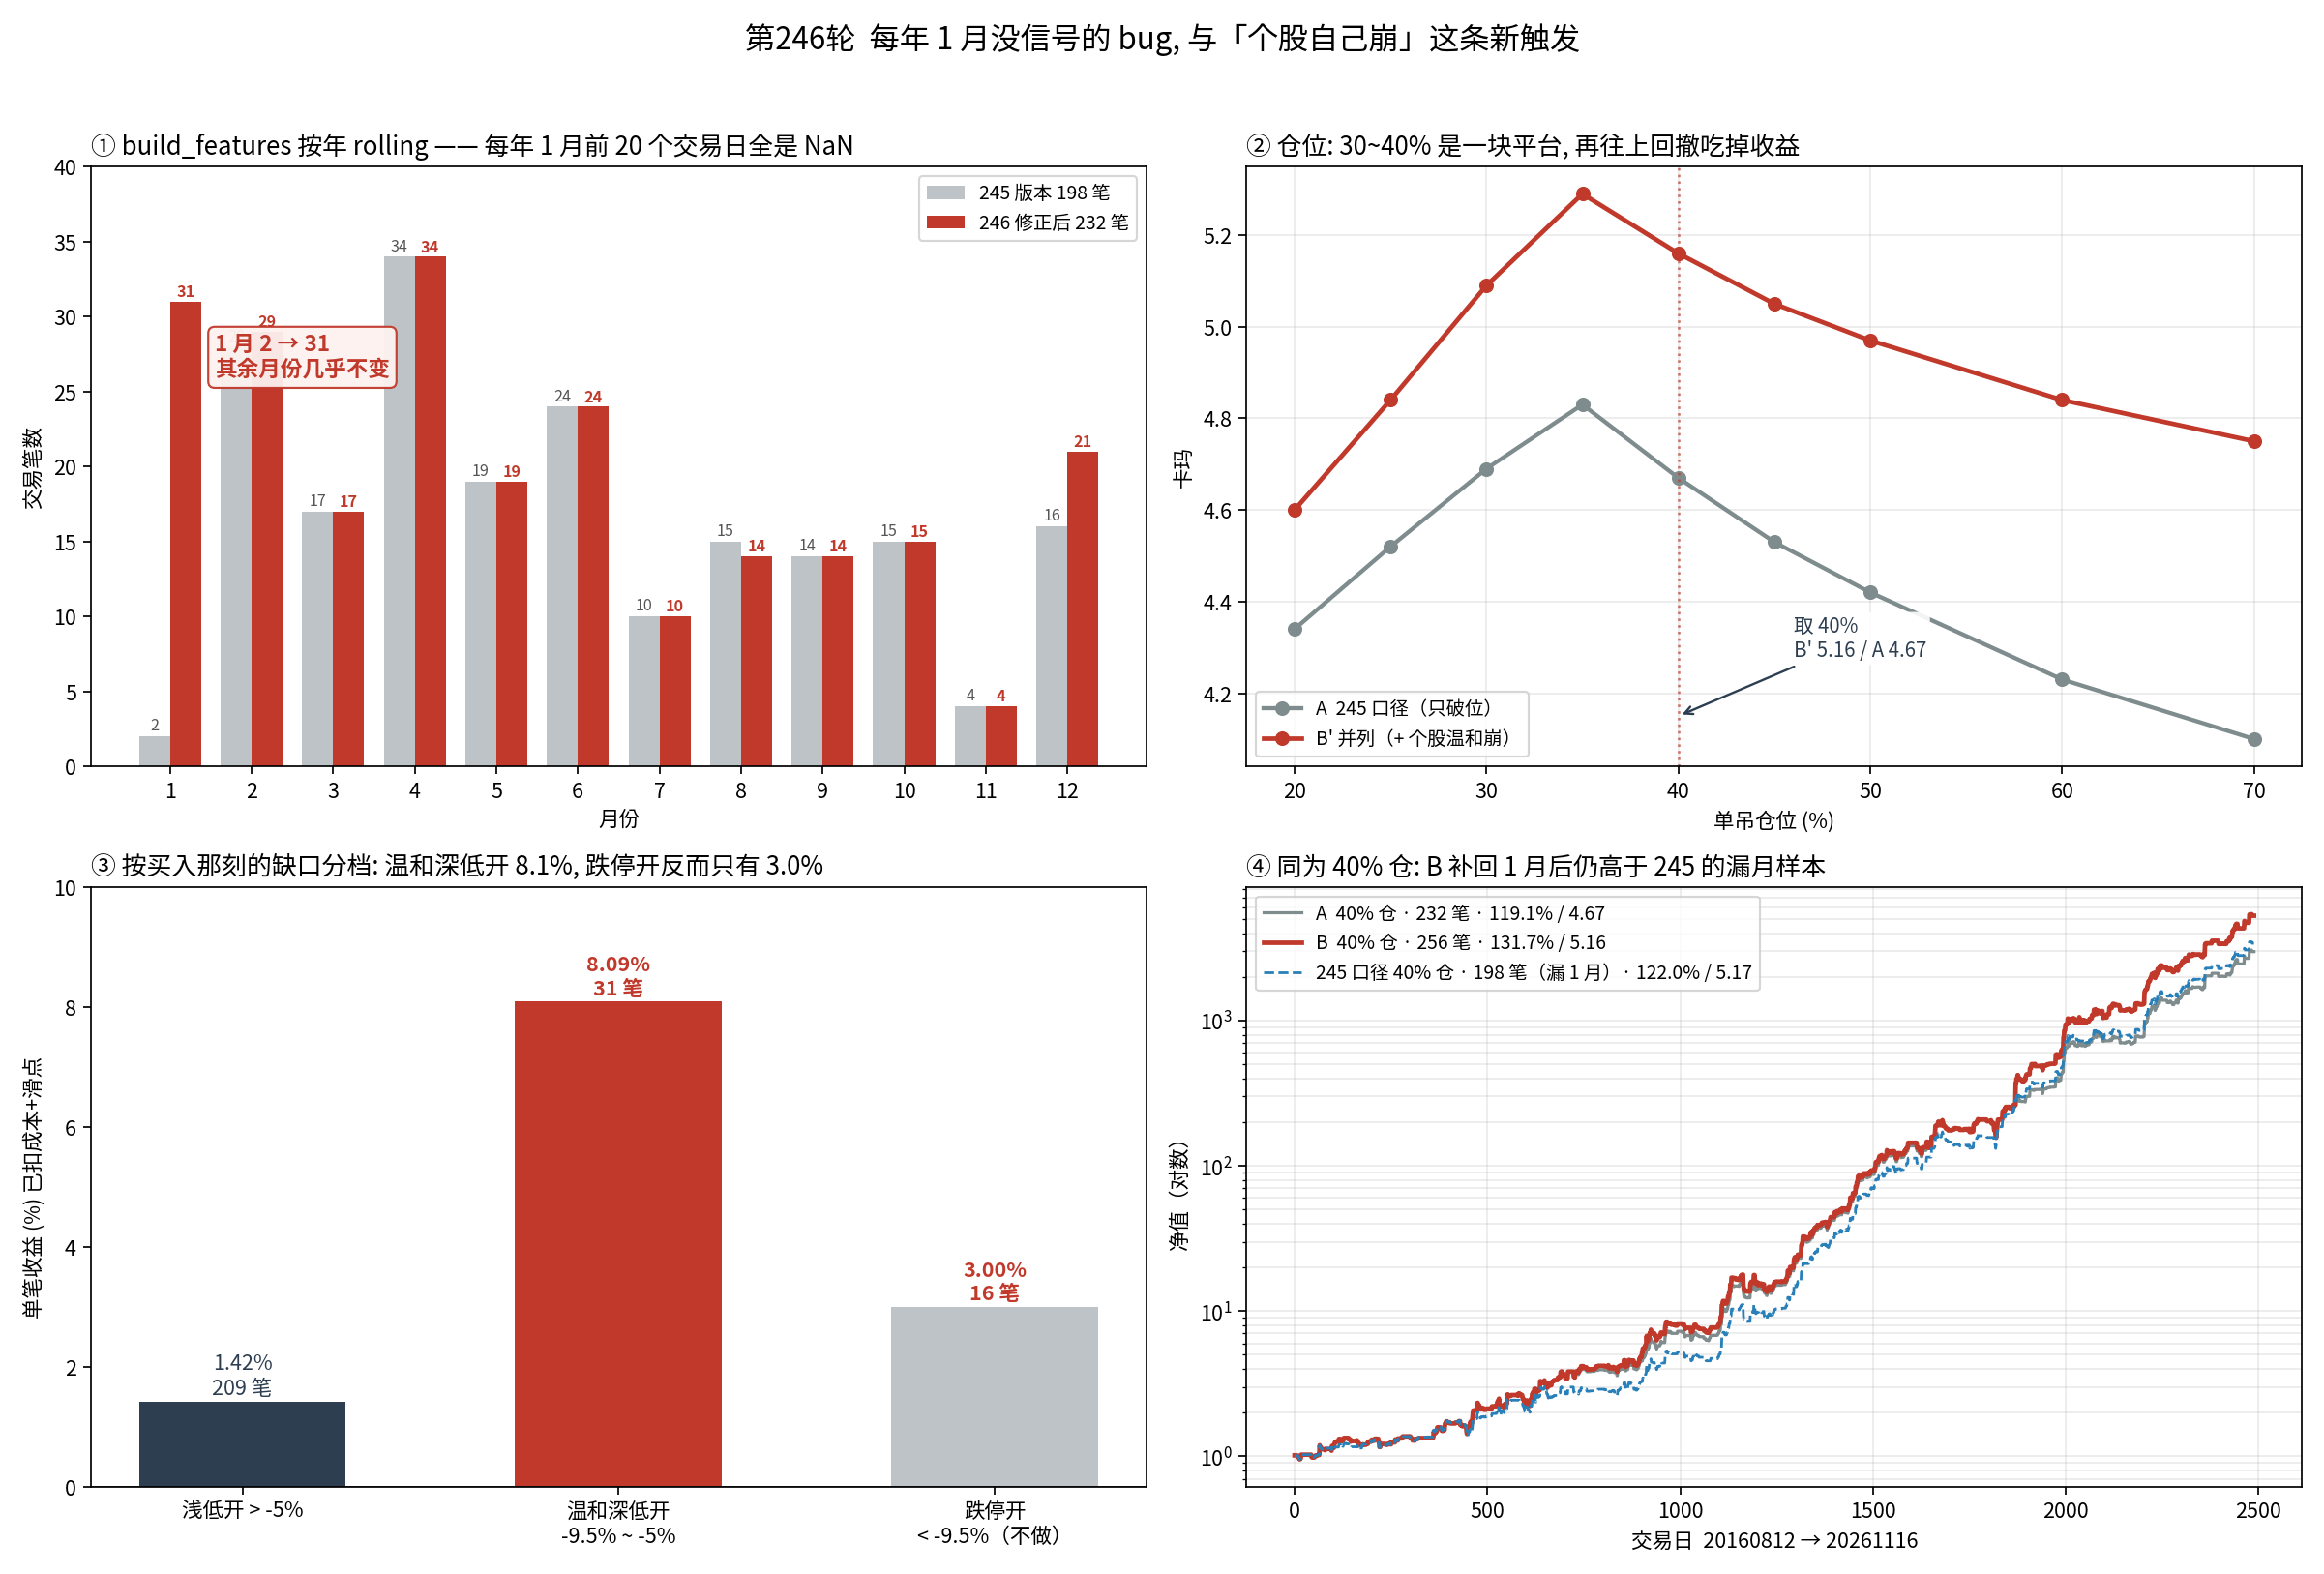 第246轮  每年 1 月没信号的 bug, 与「个股自己崩」这条新触发
① build_features 按年 rolling —— 每年 1 月前 20 个交易日全是 NaN
245 版本 198 笔
246 修正后 232 笔
交易笔数
40
35
30
25
20
15
10
5
0
2
31
29
17
17
34
34
19
19
24
24
10
10
15
14
14
14
15
15
4
4
16
21
1 月 2 → 31
其余月份几乎不变
1 2 3 4 5 6 7 8 9 10 11 12
月份
② 仓位: 30~40% 是一块平台, 再往上回撤吃掉收益
卡玛
5.2
5.0
4.8
4.6
4.4
4.2
取 40%
B' 5.16 / A 4.67
A  245 口径（只破位）
B' 并列（+ 个股温和崩）
20 30 40 50 60 70
单吊仓位 (%)
③ 按买入那刻的缺口分档: 温和深低开 8.1%, 跌停开反而只有 3.0%
单笔收益 (%) 已扣成本+滑点
10
8
6
4
2
0
1.42%
209 笔
8.09%
31 笔
3.00%
16 笔
浅低开 > -5%
温和深低开
-9.5% ~ -5%
跌停开
< -9.5%（不做）
④ 同为 40% 仓: B 补回 1 月后仍高于 245 的漏月样本
A  40% 仓 · 232 笔 · 119.1% / 4.67
B  40% 仓 · 256 笔 · 131.7% / 5.16
245 口径 40% 仓 · 198 笔（漏 1 月）· 122.0% / 5.17
净值（对数）
10³
10²
10¹
10⁰
0 500 1000 1500 2000 2500
交易日  20160812 → 20261116